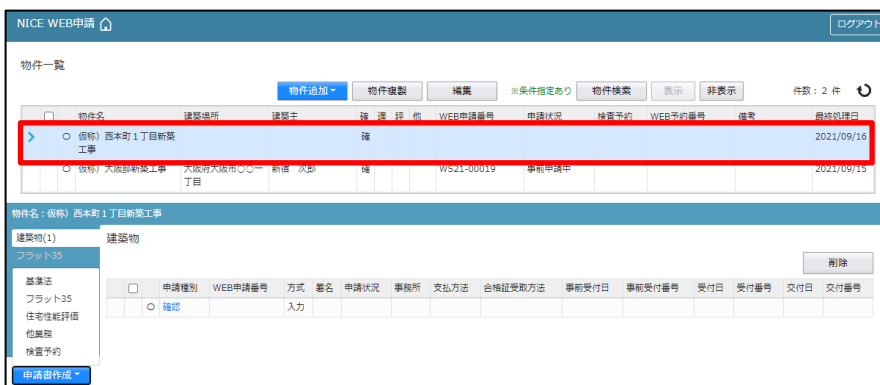 NICE WEB申請
ログアウト
物件一覧
物件追加 物件複製 編集 ※条件指定あり 物件検索 表示 非表示 件数：2 件
物件名 建築場所 建築主 確 適 評 他 WEB申請番号 申請状況 検査予約 WEB予約番号 備考 最終処理日
○ 仮称）西本町１丁目新築工事 確 2021/09/16
○ 仮称）大阪部新築工事 大阪府大阪市○○一丁目 新宿 次郎 確 WS21-00019 事前申請中 2021/09/15
物件名：仮称）西本町１丁目新築工事
建築物(1) 建築物
フラット35
削除
基準法
フラット35
住宅性能評価
他業務
検査予約
申請書作成
申請種別 WEB申請番号 方式 署名 申請状況 事務所 支払方法 合格証受取方法 事前受付日 事前受付番号 受付日 受付番号 交付日 交付番号
○ 確認 入力